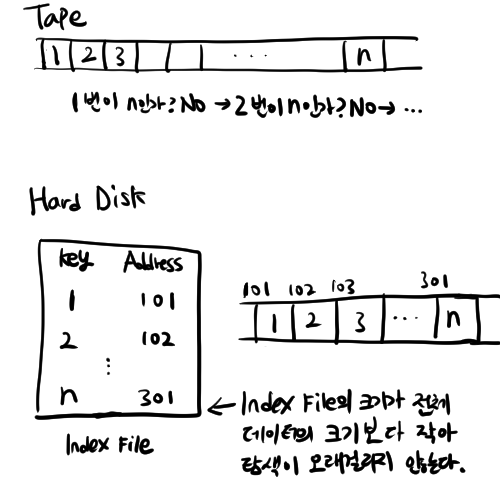 Tape
1 2 3 ... n
1번이 n인가? No → 2번이 n인가? No → ...
Hard Disk
key Address
1 101
2 102
⋮
n 301
Index File
101 102 103 301
1 2 3 ... n
← Index File의 크기가 전체
데이터의 크기보다 작아
탐색이 오래걸리지 않는다.